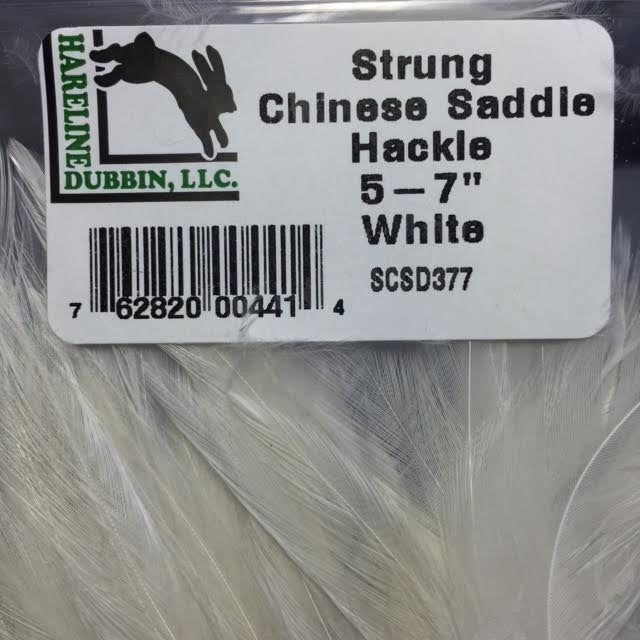 HARELINE
DUBBIN, LLC.
Strung
Chinese Saddle
Hackle
5–7"
White
SCSD377
7 62820 00441 4